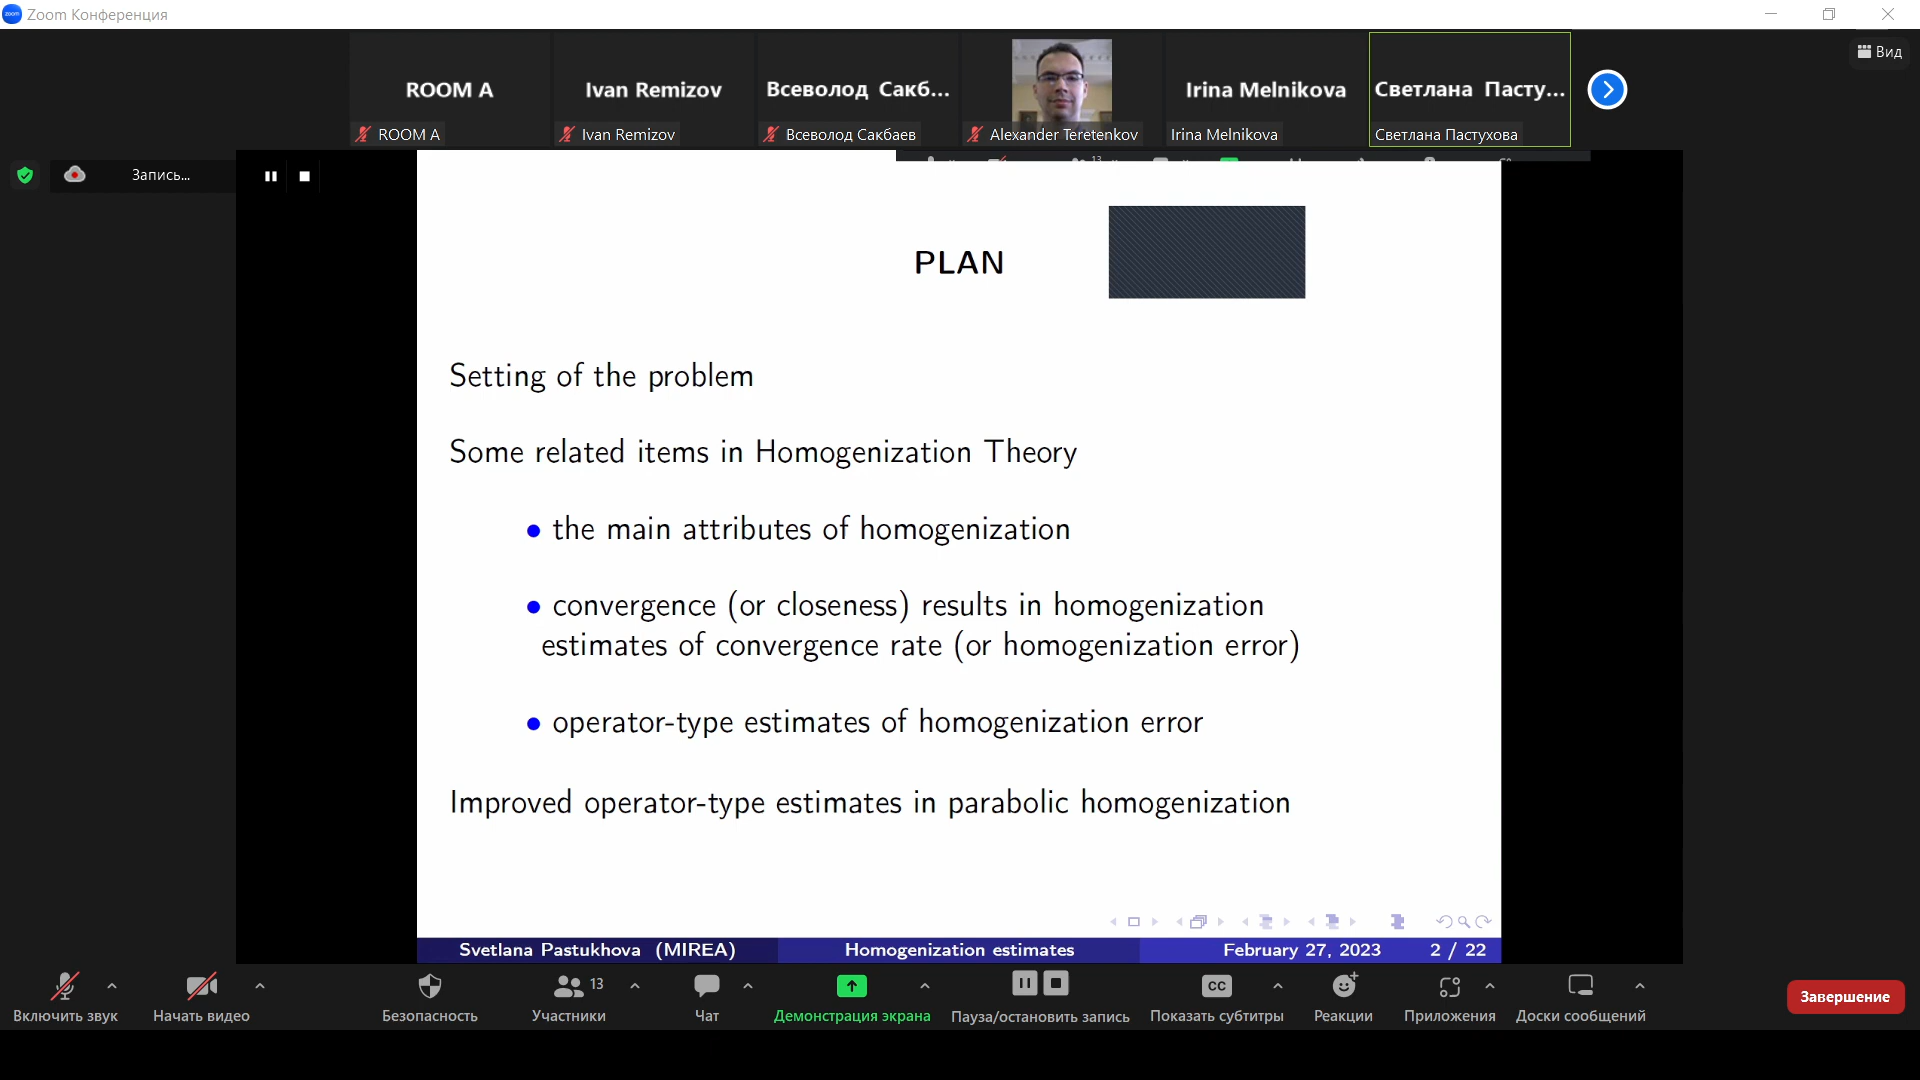 Zoom Конференция
Вид
ROOM A
Ivan Remizov
Всеволод Сакб...
Irina Melnikova
Светлана Пасту...
ROOM A
Ivan Remizov
Всеволод Сакбаев
Alexander Teretenkov
Irina Melnikova
Светлана Пастухова
Запись...
13
PLAN
Setting of the problem
Some related items in Homogenization Theory
• the main attributes of homogenization
• convergence (or closeness) results in homogenization
estimates of convergence rate (or homogenization error)
• operator-type estimates of homogenization error
Improved operator-type estimates in parabolic homogenization
Svetlana Pastukhova (MIREA) Homogenization estimates February 27, 2023 2 / 22
13
CC
Включить звук
Начать видео
Безопасность
Участники
Чат
Демонстрация экрана
Пауза/остановить запись
Показать субтитры
Реакции
Приложения
Доски сообщений
Завершение